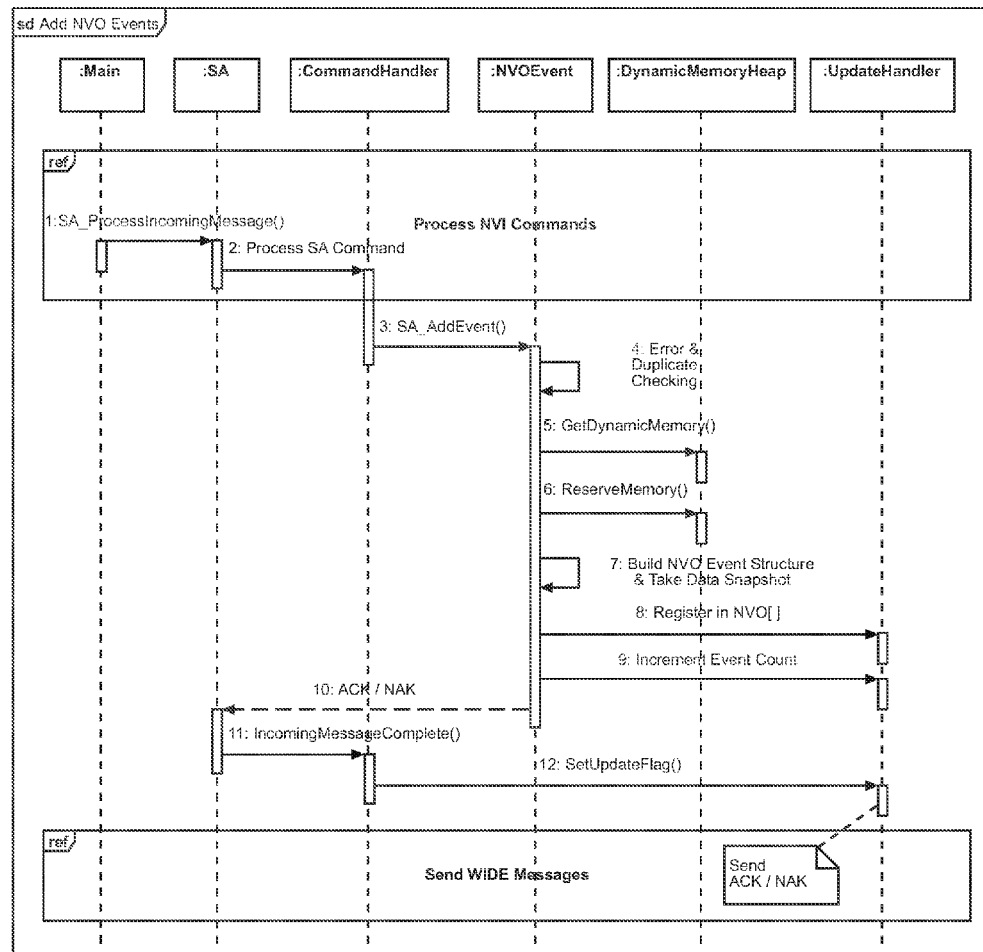 sd Add NVO Events
:Main
:SA
:CommandHandler
:NVOEvent
:DynamicMemoryHeap
:UpdateHandler
ref
Process NVI Commands
1:SA_ProcessIncomingMessage()
2: Process SA Command
3: SA_AddEvent()
4: Error &
Duplicate
Checking
5: GetDynamicMemory()
6: ReserveMemory()
7: Build NVO Event Structure
& Take Data Snapshot
8: Register in NVO[ ]
9: Increment Event Count
10: ACK / NAK
11: IncomingMessageComplete()
12: SetUpdateFlag()
ref
Send WIDE Messages
Send
ACK / NAK